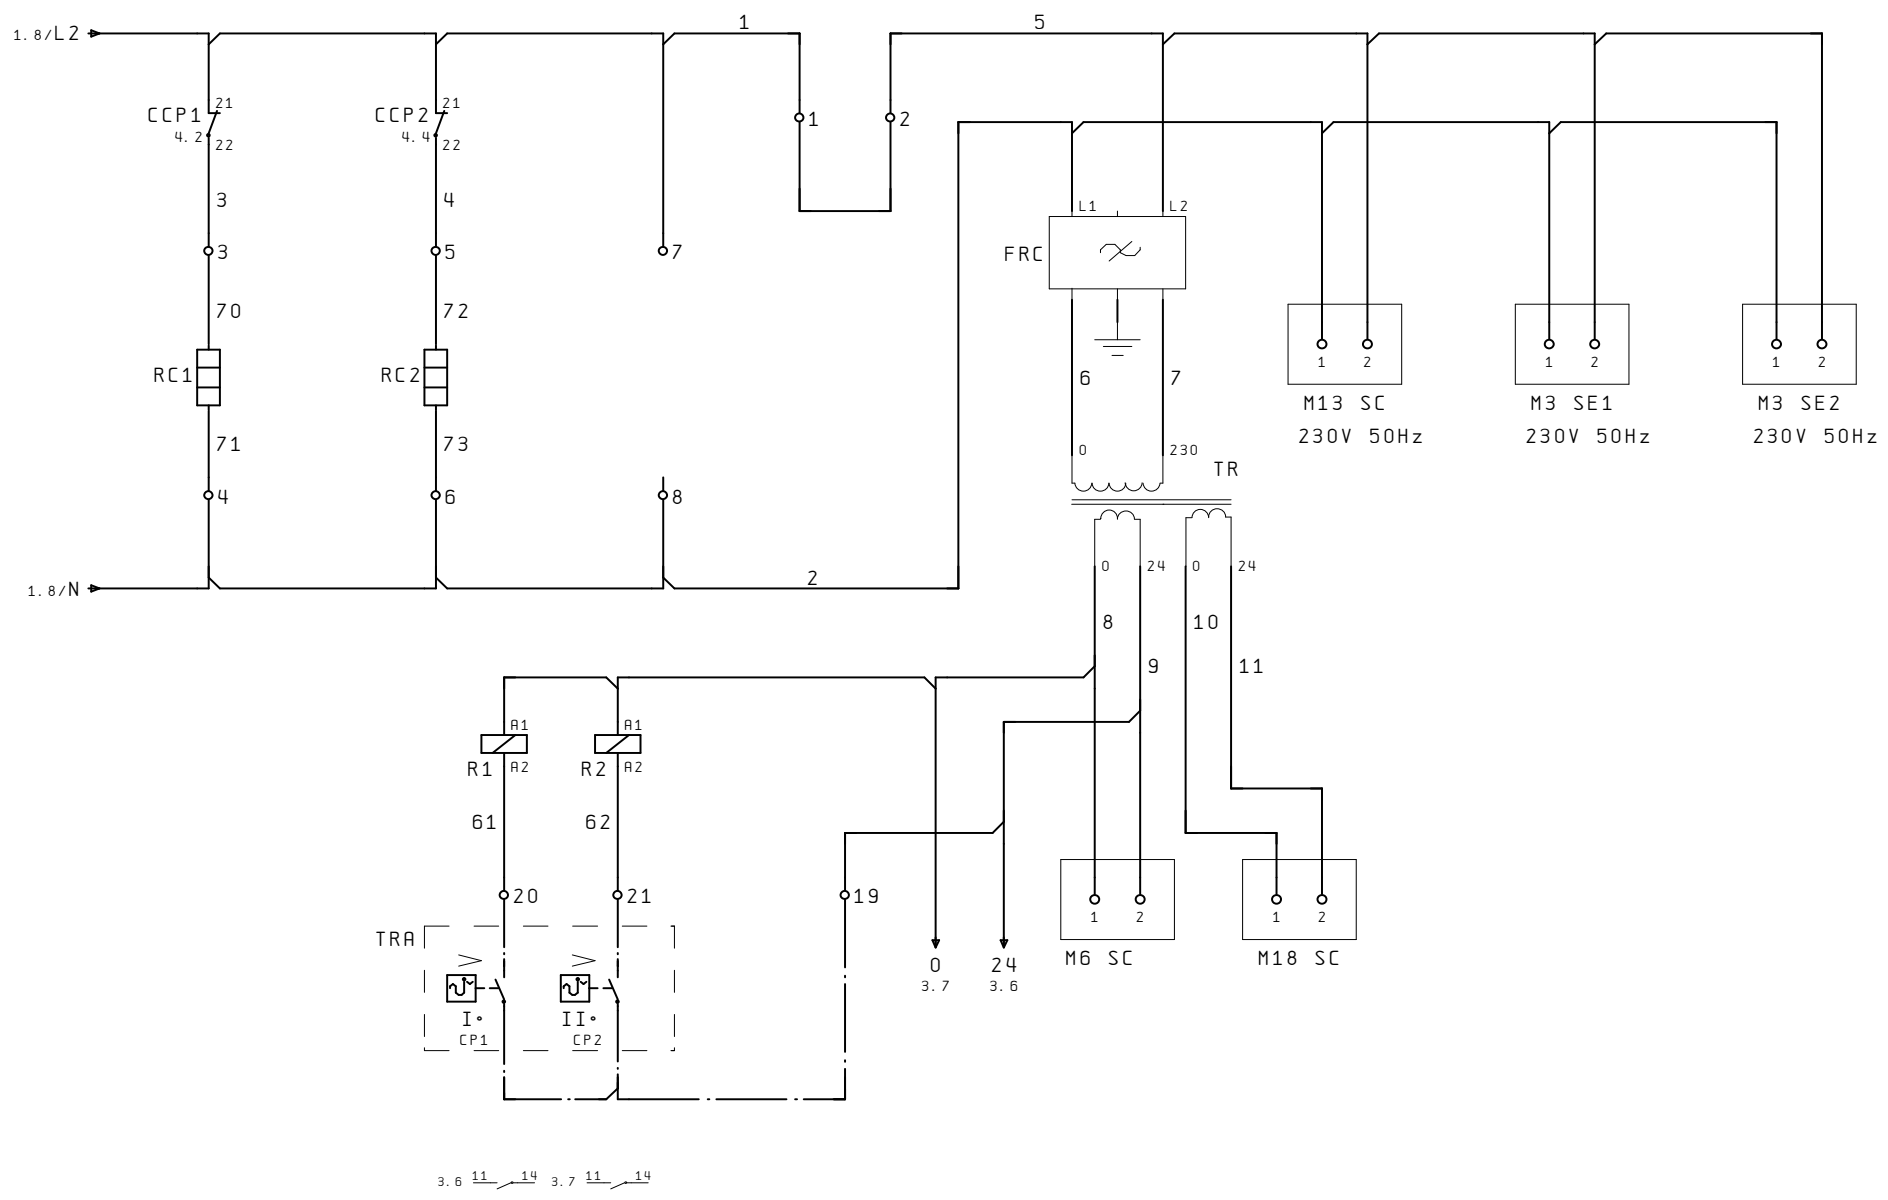 1 5
1.8/L2
21 21
CCP1 CCP2
4.2 4.4
22 22
1 2
3 4
L1 L2
FRC
3 5 7
70 72
RC1 RC2
6 7
1 2 1 2 1 2
M13 SC M3 SE1 M3 SE2
230V 50Hz 230V 50Hz 230V 50Hz
71 73
0 230
TR
4 6 8
0 24 0 24
2
1.8/N
8 10
9 11
A1 A1
R1 A2 R2 A2
61 62
20 21 19
1 2 1 2
TRA
M6 SC M18 SC
0 24
3.7 3.6
> >
I° II°
CP1 CP2
3.6 11 14 3.7 11 14